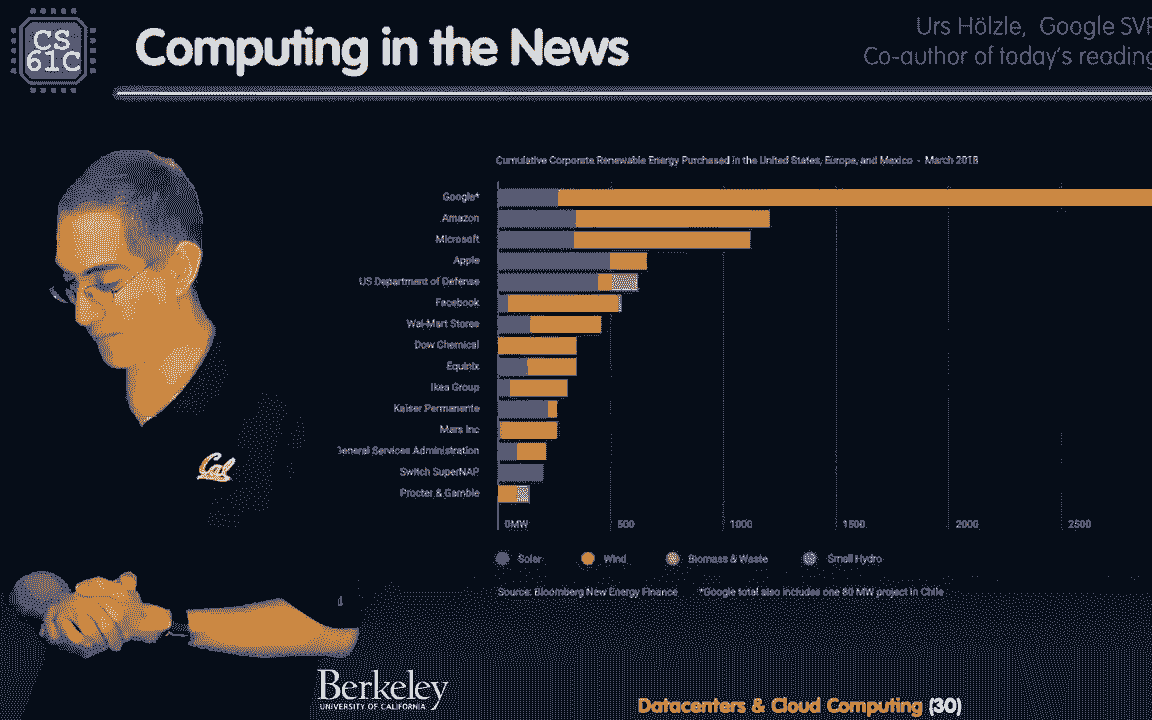 CS
61C
Computing in the News
Urs Hölzle, Google SVP
Co-author of today's reading
Cumulative Corporate Renewable Energy Purchased in the United States, Europe, and Mexico - March 2018
Google*
Amazon
Microsoft
Apple
US Department of Defense
Facebook
Wal-Mart Stores
Dow Chemical
Equinix
Ikea Group
Kaiser Permanente
Mars Inc
General Services Administration
Switch SuperNAP
Procter & Gamble
0MW 500 1000 1500 2000 2500
Solar Wind Biomass & Waste Small Hydro
Source: Bloomberg New Energy Finance *Google total also includes one 80 MW project in Chile
Cal
Berkeley
UNIVERSITY OF CALIFORNIA
Datacenters & Cloud Computing (30)